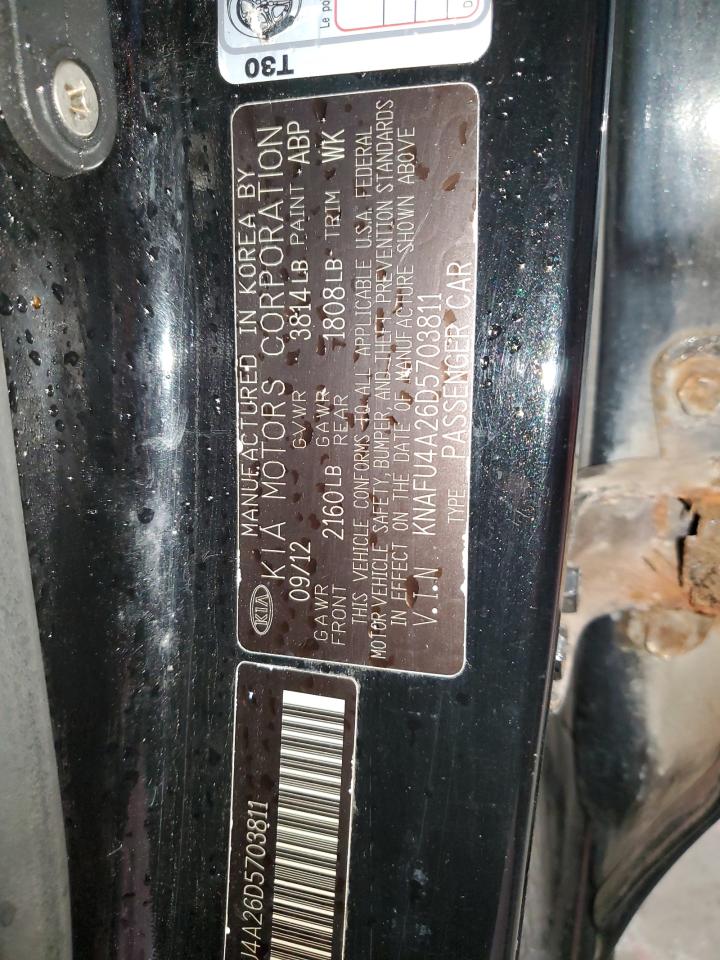 Le po
D
T30
MANUFACTURED IN KOREA BY
KIA KIA MOTORS CORPORATION
09/12 GVWR 3814LB PAINT ABP
GAWR FRONT 2160LB GAWR REAR 1808LB TRIM WK
THIS VEHICLE CONFORMS TO ALL APPLICABLE U.S.A. FEDERAL
MOTOR VEHICLE SAFETY, BUMPER, AND THEFT PREVENTION STANDARDS
IN EFFECT ON THE DATE OF MANUFACTURE SHOWN ABOVE
V.I.N KNAFU4A26D5703811
TYPE PASSENGER CAR
U4A26D5703811